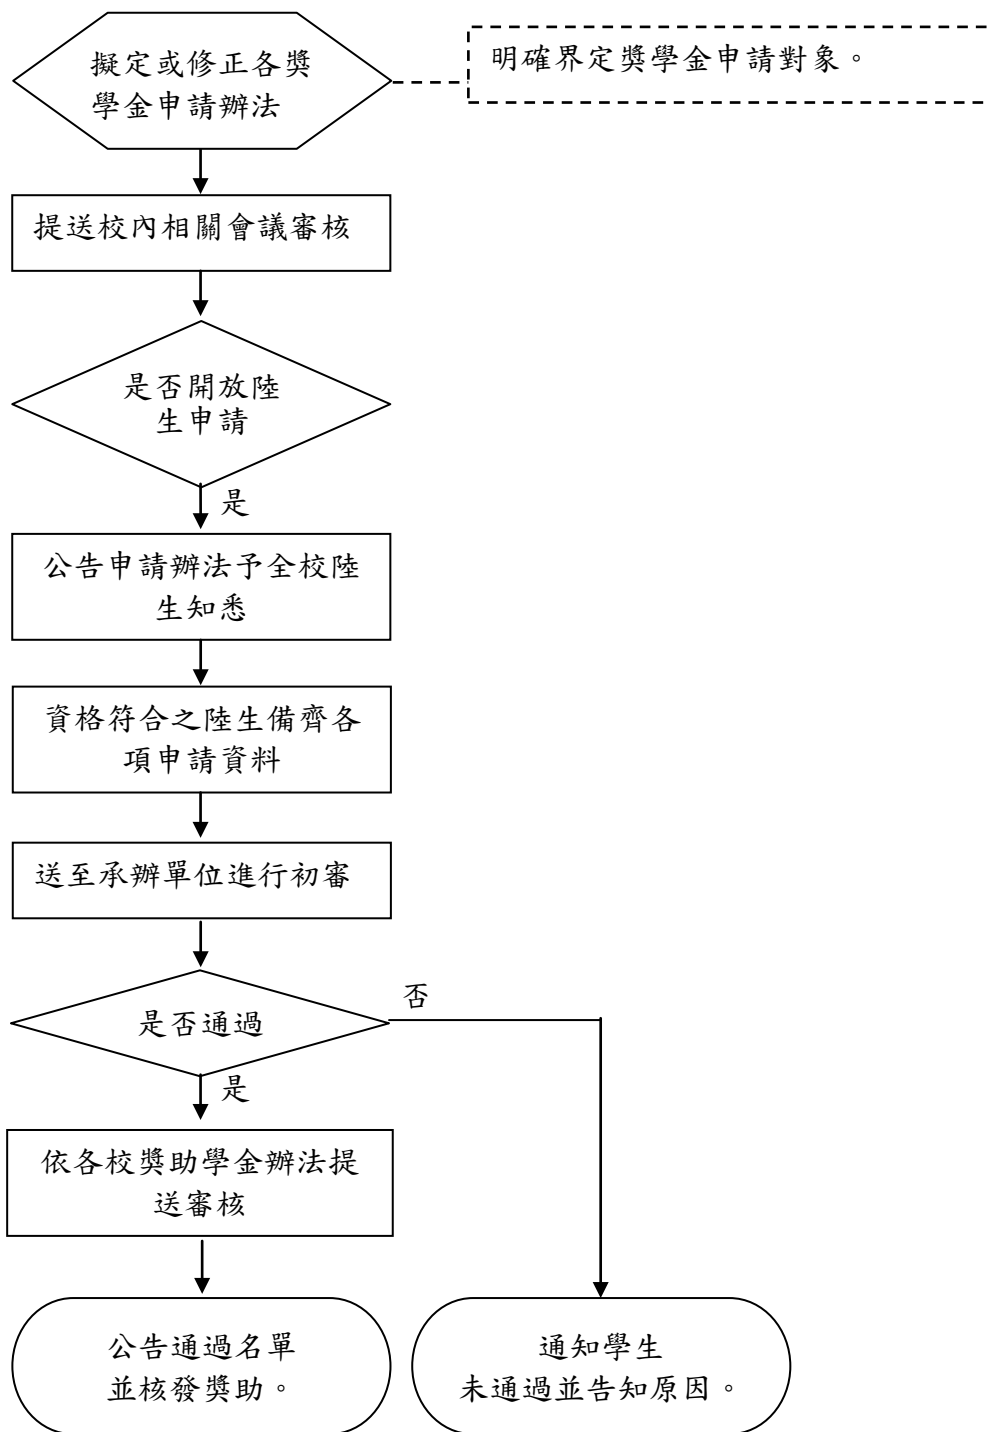 擬定或修正各獎
學金申請辦法
明確界定獎學金申請對象。
提送校內相關會議審核
是否開放陸
生申請
是
公告申請辦法予全校陸
生知悉
資格符合之陸生備齊各
項申請資料
送至承辦單位進行初審
是否通過
否
是
依各校獎助學金辦法提
送審核
公告通過名單
並核發獎助。
通知學生
未通過並告知原因。